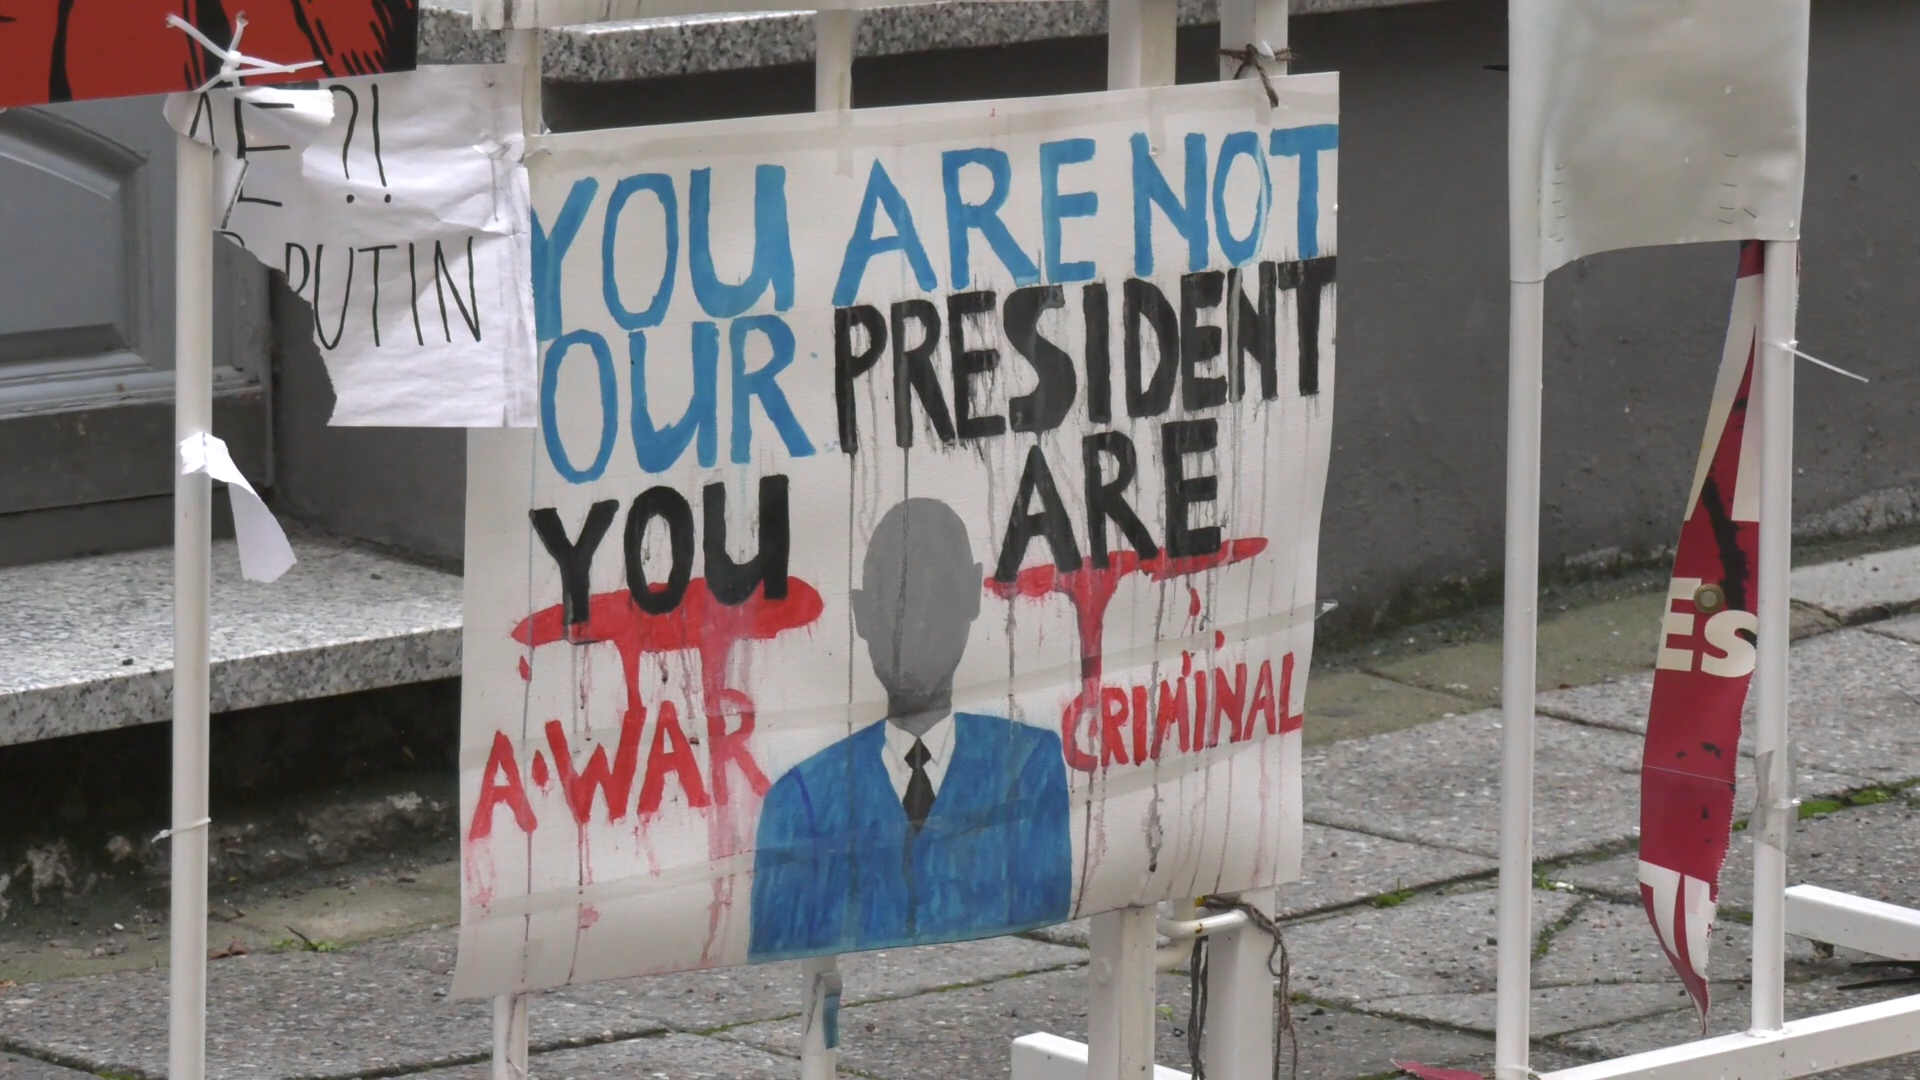 ?!
PUTIN
YOU ARE NOT
OUR PRESIDENT
YOU ARE
A WAR CRIMINAL
ES